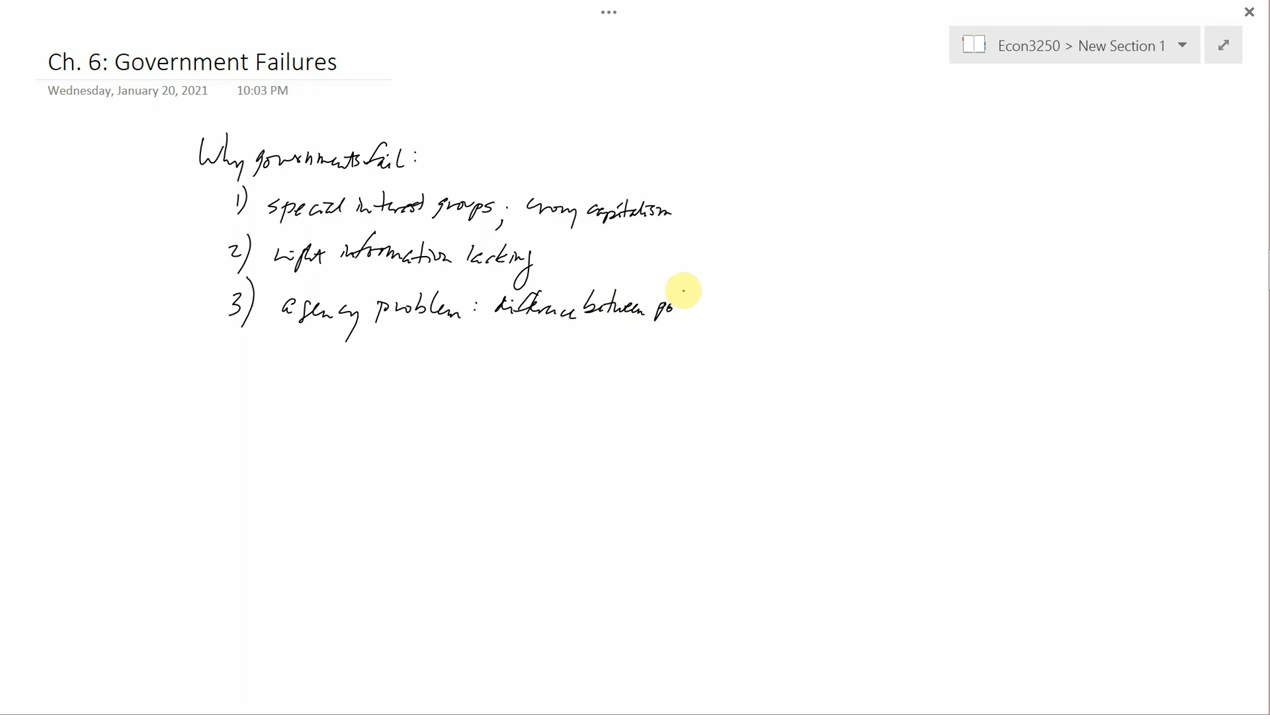 Econ3250 > New Section 1
Ch. 6: Government Failures
Wednesday, January 20, 2021 10:03 PM
Why governments fail:
1) special interest groups; crony capitalism
2) right information lacking
3) agency problem: difference between po